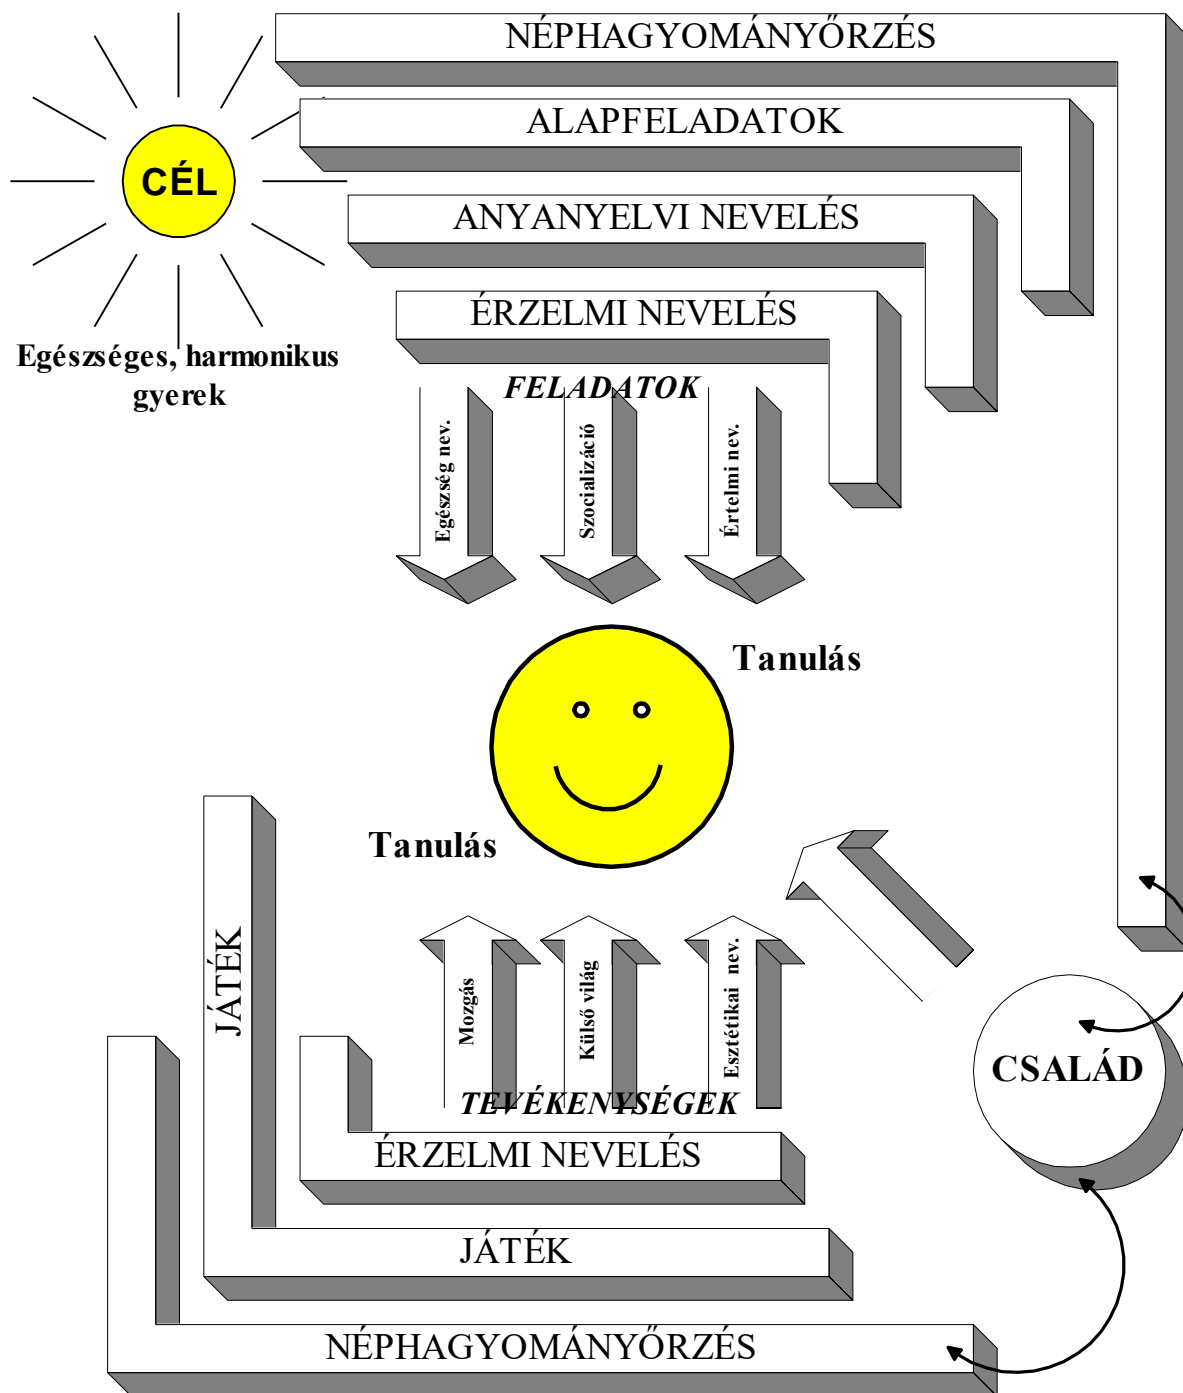 NÉPHAGYOMÁNYŐRZÉS
ALAPFELADATOK
CÉL
ANYANYELVI NEVELÉS
ÉRZELMI NEVELÉS
Egészséges, harmonikus
gyerek
FELADATOK
Egészség nev.
Szocializáció
Értelmi nev.
Tanulás
Tanulás
JÁTÉK
Mozgás
Külső világ
Esztétikai nev.
CSALÁD
TEVÉKENYSÉGEK
ÉRZELMI NEVELÉS
JÁTÉK
NÉPHAGYOMÁNYŐRZÉS